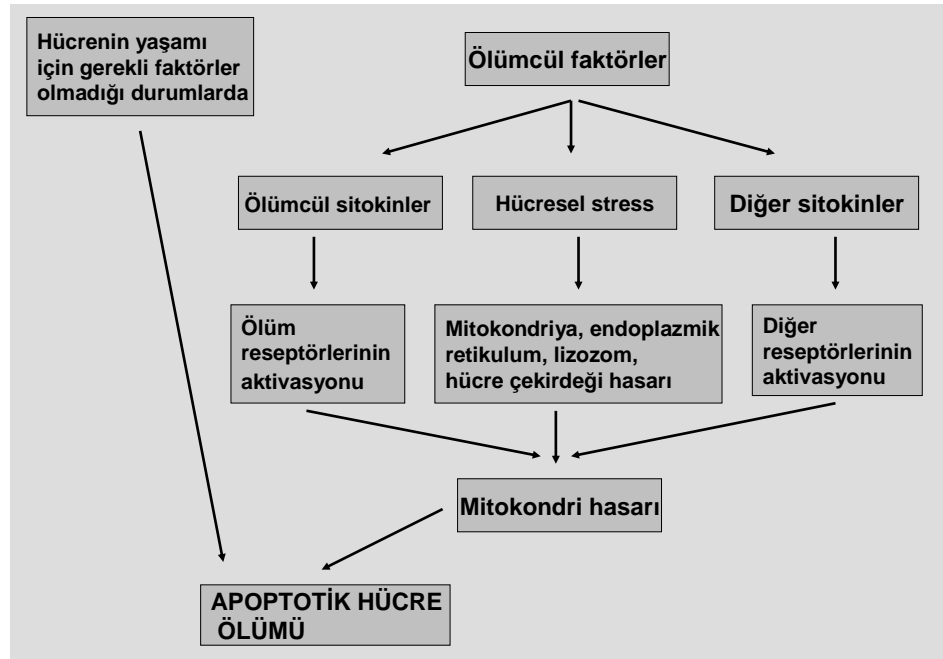 Hücrenin yaşamı
için gerekli faktörler
olmadığı durumlarda
Ölümcül faktörler
Ölümcül sitokinler
Hücresel stress
Diğer sitokinler
Ölüm
reseptörlerinin
aktivasyonu
Mitokondriya, endoplazmik
retikulum, lizozom,
hücre çekirdeği hasarı
Diğer
reseptörlerinin
aktivasyonu
Mitokondri hasarı
APOPTOTİK HÜCRE
ÖLÜMÜ